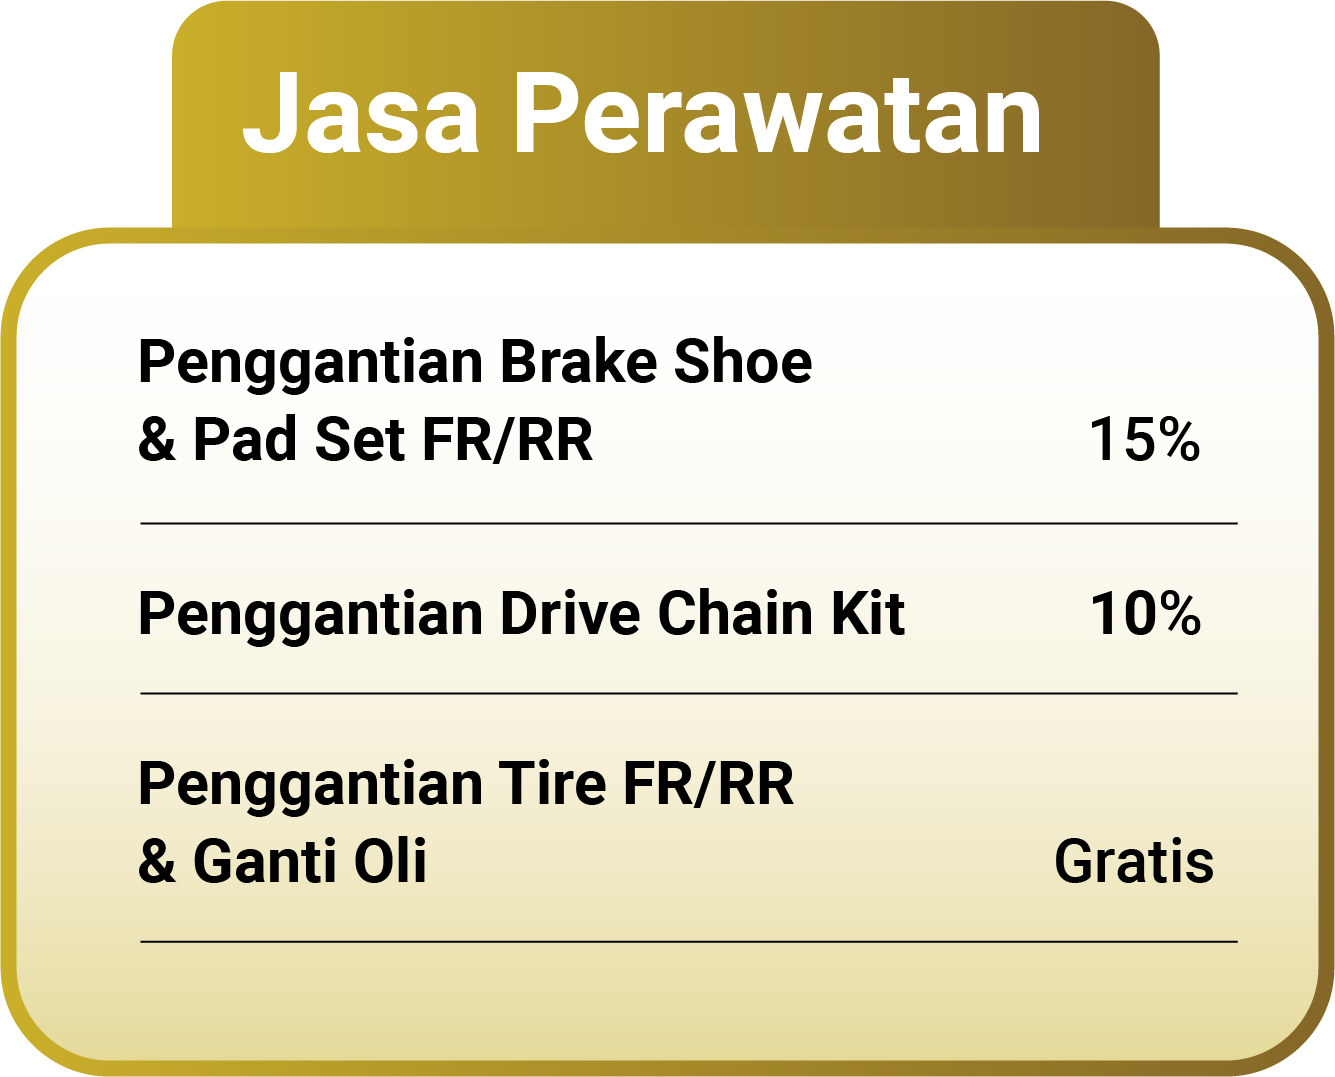 Jasa Perawatan
Penggantian Brake Shoe
& Pad Set FR/RR 15%
Penggantian Drive Chain Kit 10%
Penggantian Tire FR/RR
& Ganti Oli Gratis